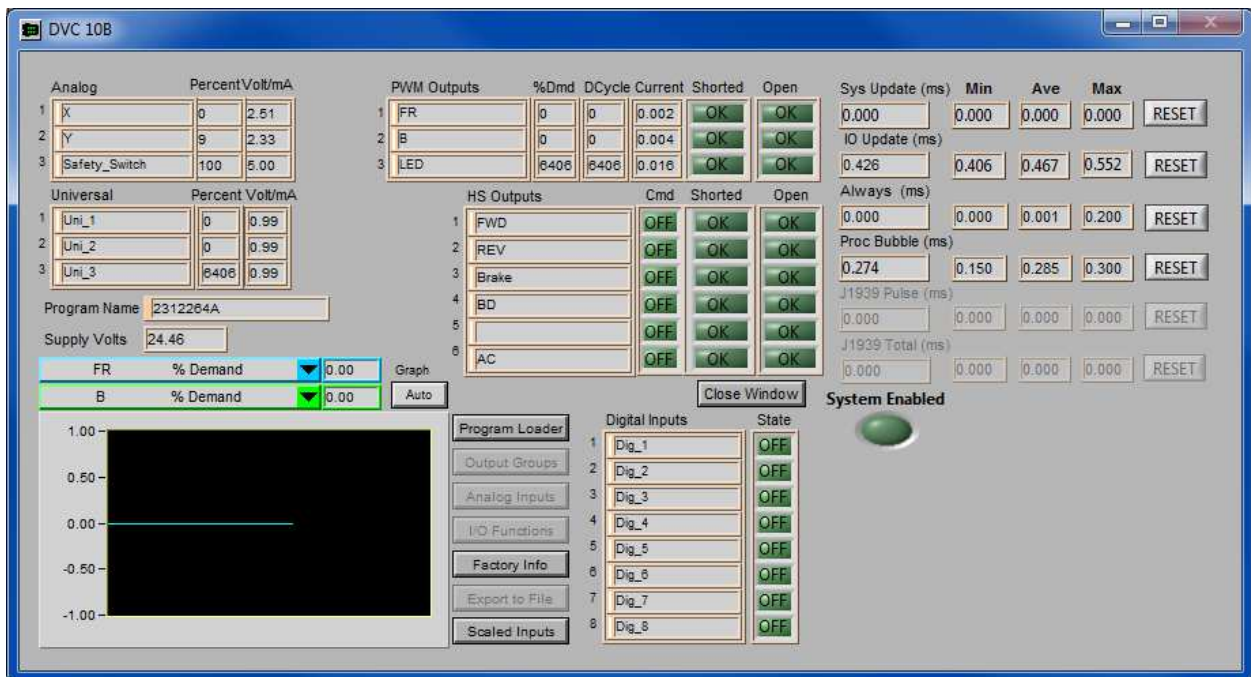 DVC 10B
Analog Percent Volt/mA
1 X 0 2.51
2 Y 9 2.33
3 Safety_Switch 100 5.00
Universal Percent Volt/mA
1 Uni_1 0 0.99
2 Uni_2 0 0.99
3 Uni_3 6406 0.99
Program Name 2312264A
Supply Volts 24.46
FR % Demand 0.00
B % Demand 0.00
Graph
Auto
1.00
0.50
0.00
-0.50
-1.00
PWM Outputs %Dmd DCycle Current Shorted Open
1 FR 0 0 0.002 OK OK
2 B 0 0 0.004 OK OK
3 LED 6406 6406 0.016 OK OK
HS Outputs Cmd Shorted Open
1 FWD OFF OK OK
2 REV OFF OK OK
3 Brake OFF OK OK
4 BD OFF OK OK
5 OFF OK OK
6 AC OFF OK OK
Close Window
Program Loader
Output Groups
Analog Inputs
I/O Functions
Factory Info
Export to File
Scaled Inputs
Digital Inputs State
1 Dig_1 OFF
2 Dig_2 OFF
3 Dig_3 OFF
4 Dig_4 OFF
5 Dig_5 OFF
6 Dig_6 OFF
7 Dig_7 OFF
8 Dig_8 OFF
Sys Update (ms) Min Ave Max
0.000 0.000 0.000 0.000 RESET
IO Update (ms)
0.426 0.406 0.467 0.552 RESET
Always (ms)
0.000 0.000 0.001 0.200 RESET
Proc Bubble (ms)
0.274 0.150 0.285 0.300 RESET
J1939 Pulse (ms)
0.000 0.000 0.000 0.000 RESET
J1939 Total (ms)
0.000 0.000 0.000 0.000 RESET
System Enabled